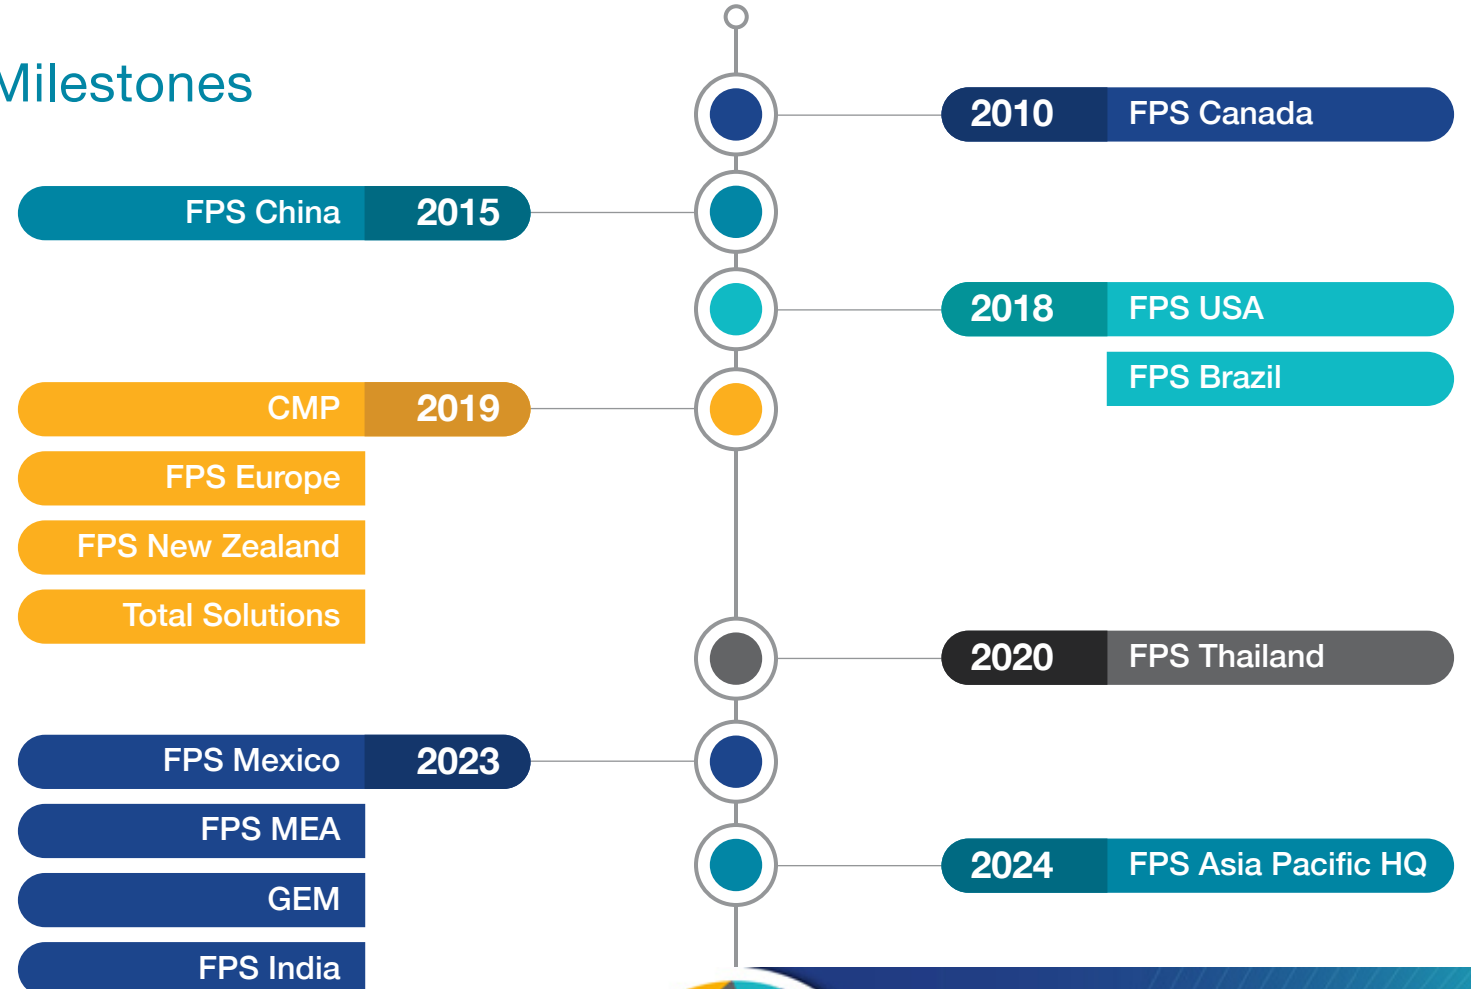 Milestones
2010 FPS Canada
FPS China 2015
2018 FPS USA
FPS Brazil
CMP 2019
FPS Europe
FPS New Zealand
Total Solutions
2020 FPS Thailand
FPS Mexico 2023
FPS MEA
GEM
FPS India
2024 FPS Asia Pacific HQ